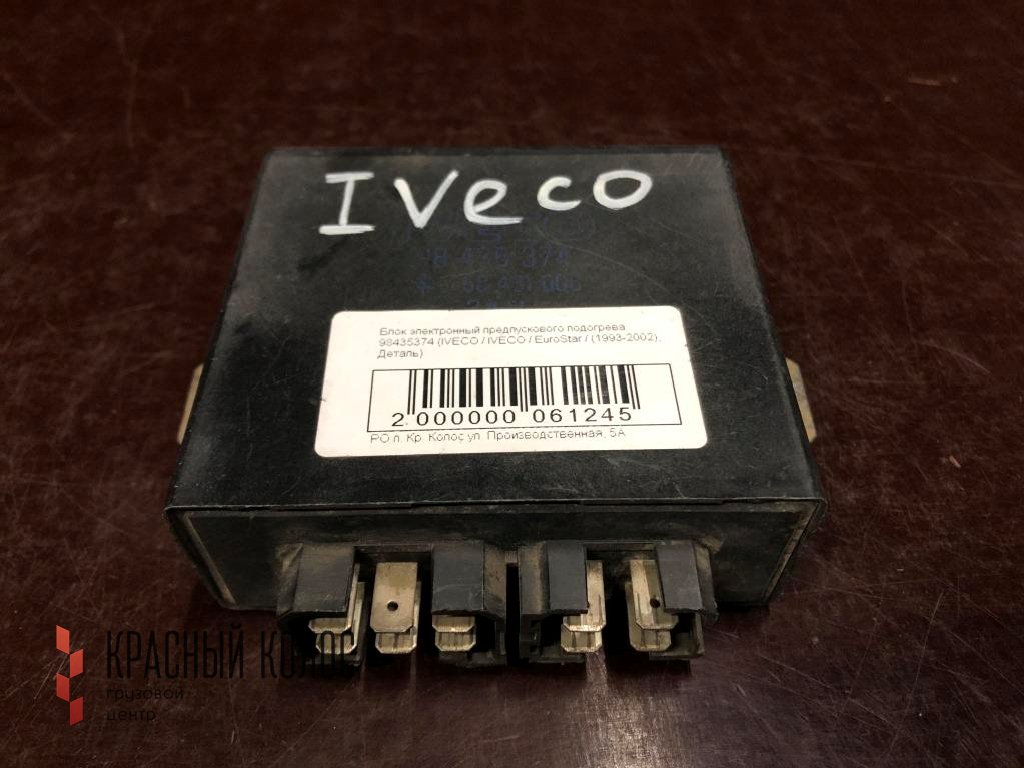 IVeco
Блок электронный предпускового подогрева
98435374 (IVECO / IVECO / EuroStar / (1993-2002),
Деталь)
2 000000 061245
РО п. Кр. Колос ул. Производственная, 5А
КРАСНЫЙ КОЛОС
грузовой
центр